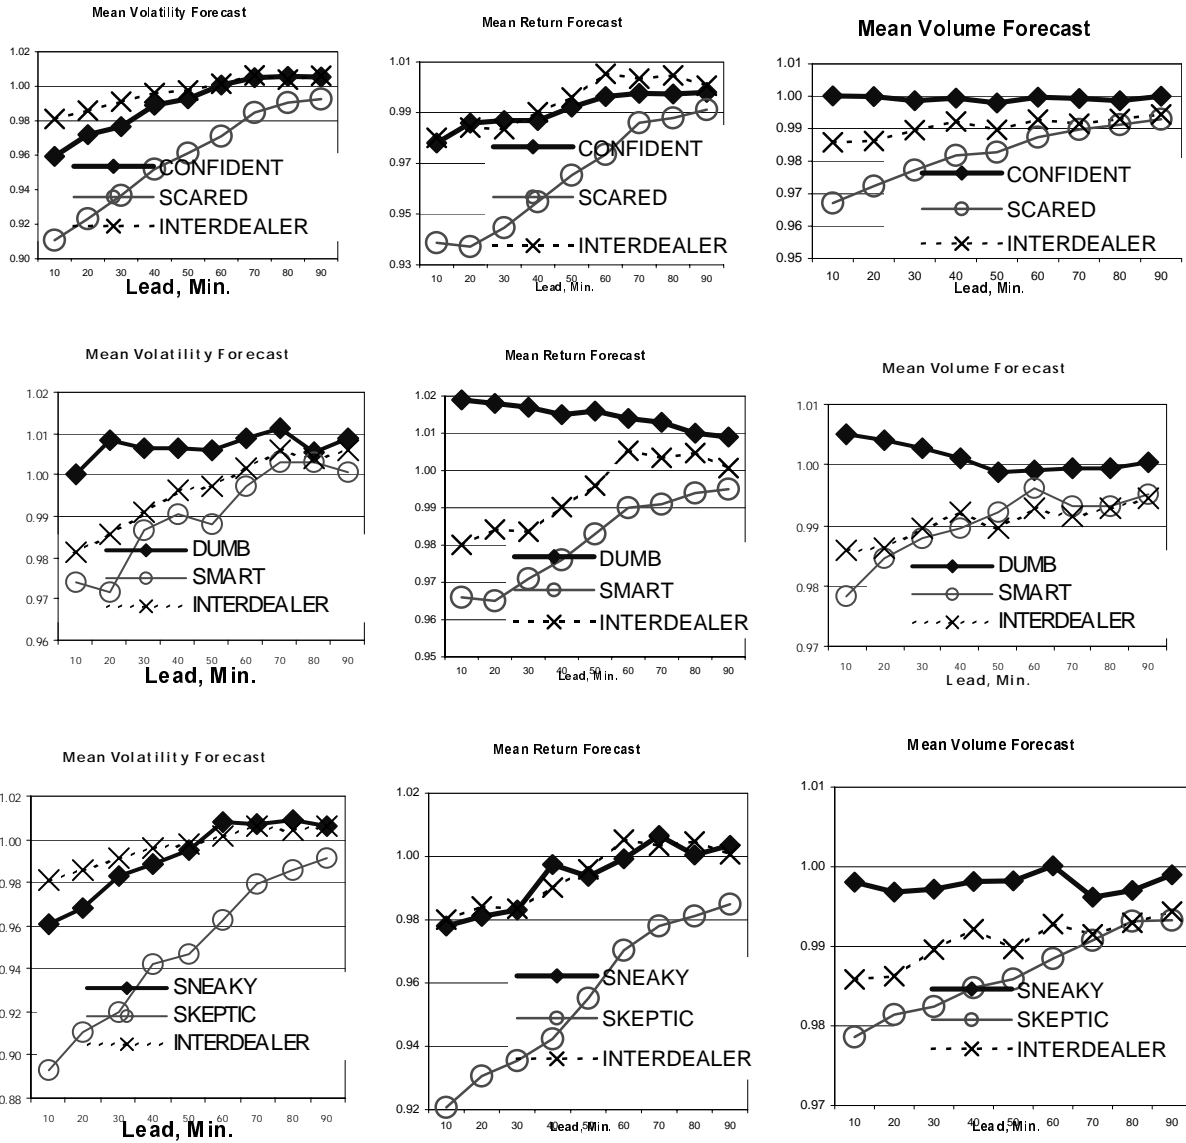 Mean Volatility Forecast
1.02
1.00
0.98
0.96
0.94
0.92
0.90
CONFIDENT
SCARED
INTERDEALER
10 20 30 40 50 60 70 80 90
Lead, Min.
Mean Return Forecast
1.01
0.99
0.97
0.95
0.93
CONFIDENT
SCARED
INTERDEALER
10 20 30 40 50 60 70 80 90
Lead, Min.
Mean Volume Forecast
1.01
1.00
0.99
0.98
0.97
0.96
0.95
CONFIDENT
SCARED
INTERDEALER
10 20 30 40 50 60 70 80 90
Lead, Min.
Mean Volatility Forecast
1.02
1.01
1.00
0.99
0.98
0.97
0.96
DUMB
SMART
INTERDEALER
10 20 30 40 50 60 70 80 90
Lead, Min.
Mean Return Forecast
1.02
1.01
1.00
0.99
0.98
0.97
0.96
0.95
DUMB
SMART
INTERDEALER
10 20 30 40 50 60 70 80 90
Lead, Min.
Mean Volume Forecast
1.01
1.00
0.99
0.98
0.97
DUMB
SMART
INTERDEALER
10 20 30 40 50 60 70 80 90
Lead, Min.
Mean Volatility Forecast
1.02
1.00
0.98
0.96
0.94
0.92
0.90
0.88
SNEAKY
SKEPTIC
INTERDEALER
10 20 30 40 50 60 70 80 90
Lead, Min.
Mean Return Forecast
1.02
1.00
0.98
0.96
0.94
0.92
SNEAKY
SKEPTIC
INTERDEALER
10 20 30 40 50 60 70 80 90
Lead, Min.
Mean Volume Forecast
1.01
1.00
0.99
0.98
0.97
SNEAKY
SKEPTIC
INTERDEALER
10 20 30 40 50 60 70 80 90
Lead, Min.